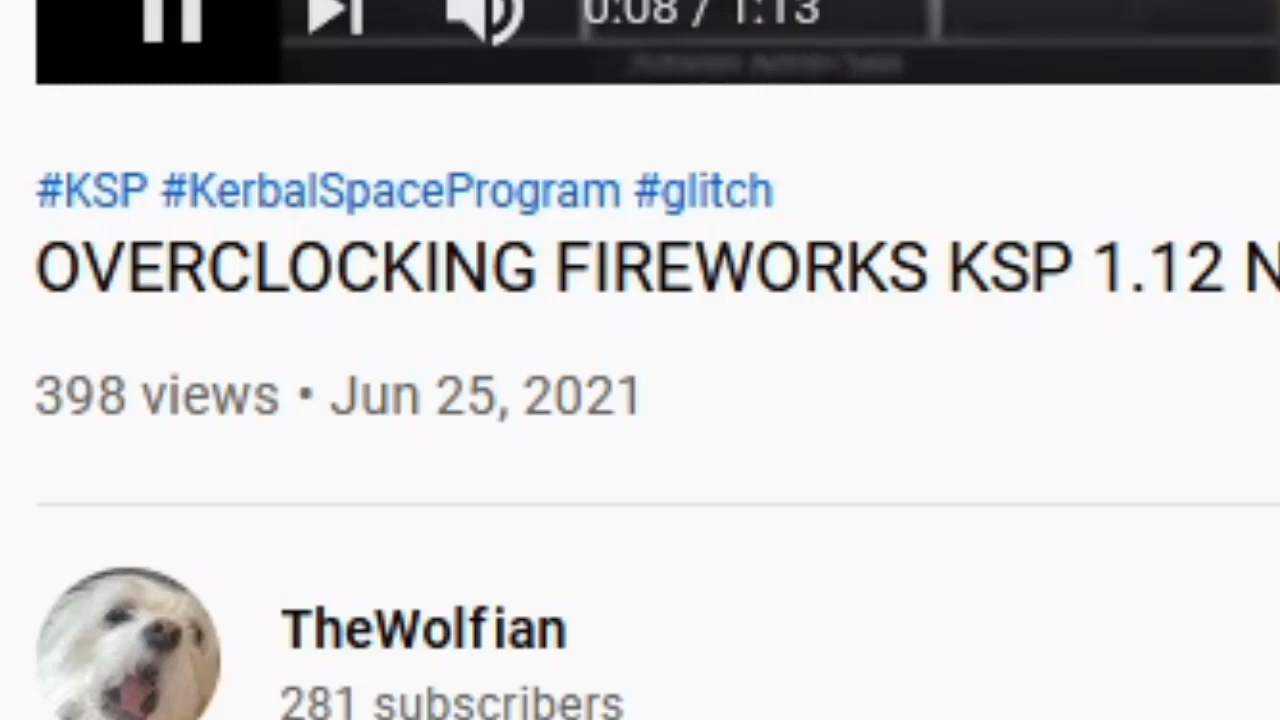 0:08 / 1:13
#KSP #KerbalSpaceProgram #glitch
OVERCLOCKING FIREWORKS KSP 1.12 N
398 views • Jun 25, 2021
TheWolfian
281 subscribers